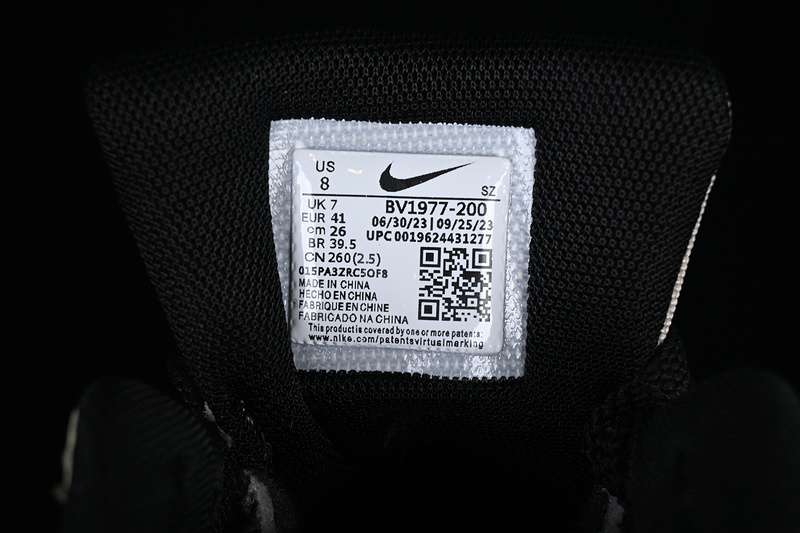 US
8
SZ
UK 7
EUR 41
cm 26
BR 39.5
CN 260(2.5)
BV1977-200
06/30/23|09/25/23
UPC 0019624431277
015PA3ZRC5OF8
MADE IN CHINA
HECHO EN CHINA
FABRIQUE EN CHINE
FABRICADO NA CHINA
This product is covered by one or more patents:
www.nike.com/patentsvirtualmarking